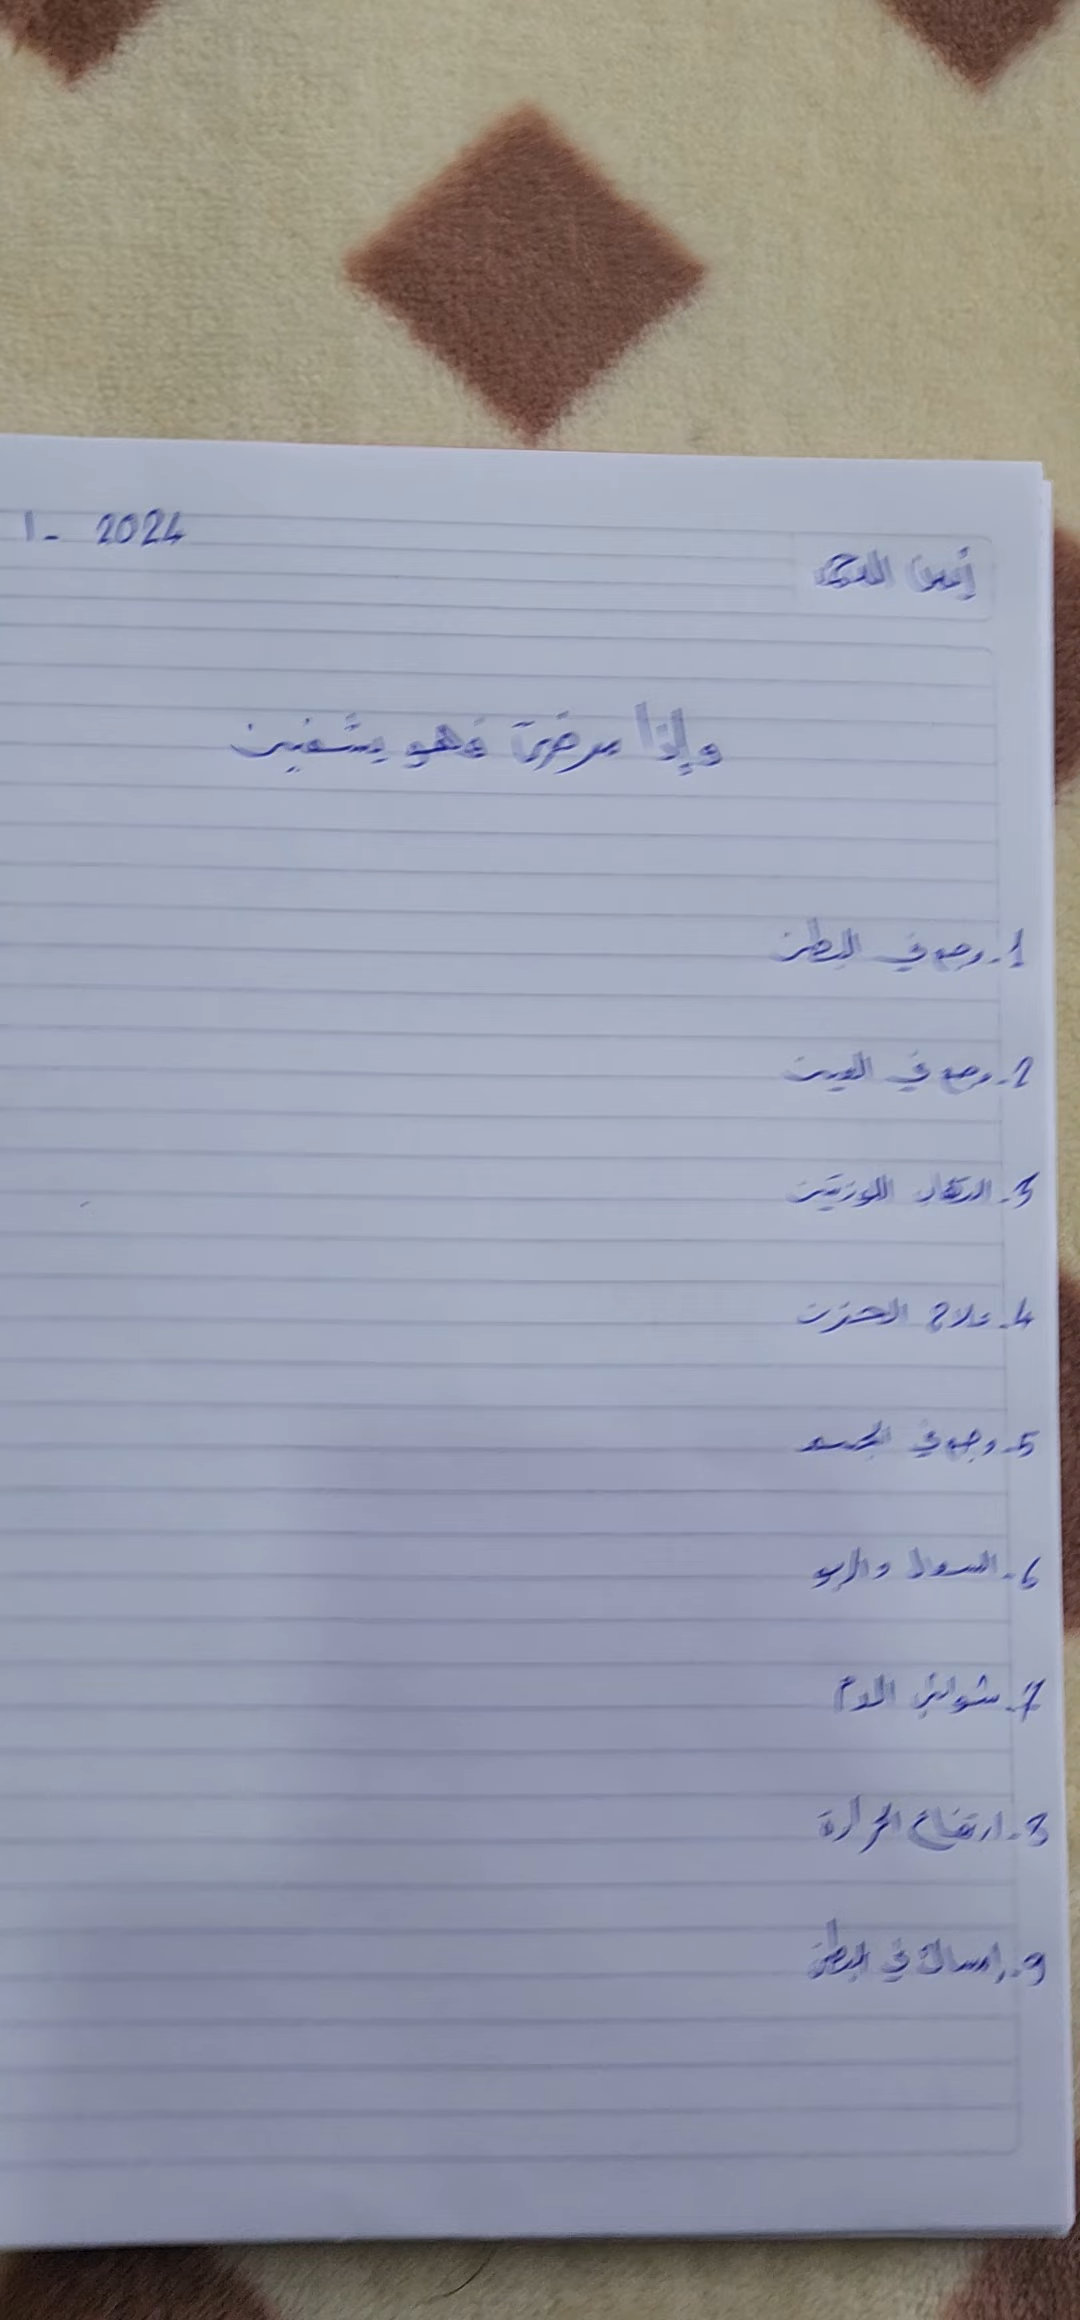 1 - 2024
وإذا مرضت فهو يشفين
1- وجع في البطن
2- وجع في العين
3- التهاب اللوزتين
4- علاج الحزن
5- وجع في الجسد
6- السعال والربو
7- شوائب الدم
8- ارتفاع الحرارة
9- إمساك في البطن